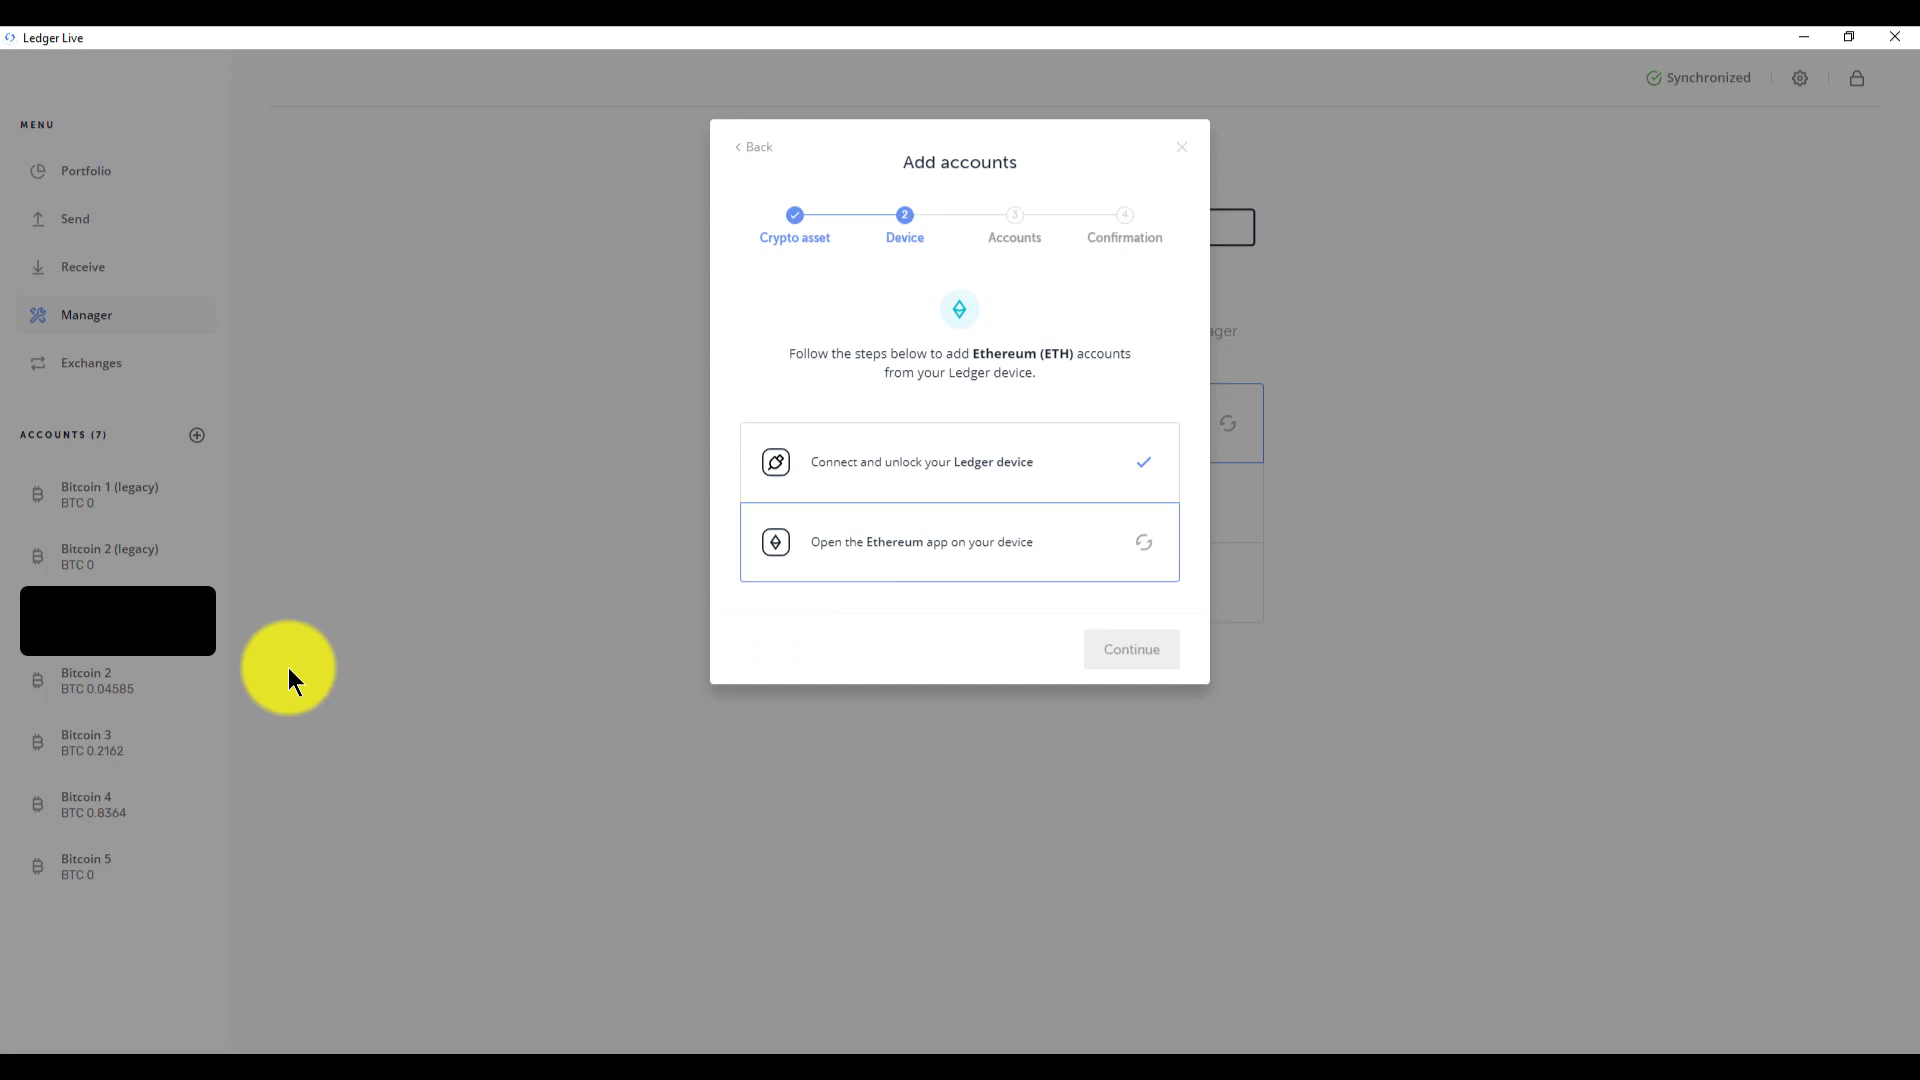 Ledger Live
Synchronized
MENU
Portfolio
Send
Receive
Manager
Exchanges
ACCOUNTS (7)
Bitcoin 1 (legacy)
BTC 0
Bitcoin 2 (legacy)
BTC 0
Bitcoin 2
BTC 0.04585
Bitcoin 3
BTC 0.2162
Bitcoin 4
BTC 0.8364
Bitcoin 5
BTC 0
Back
Add accounts
2
3
4
Crypto asset
Device
Accounts
Confirmation
Follow the steps below to add Ethereum (ETH) accounts
from your Ledger device.
Connect and unlock your Ledger device
Open the Ethereum app on your device
Continue